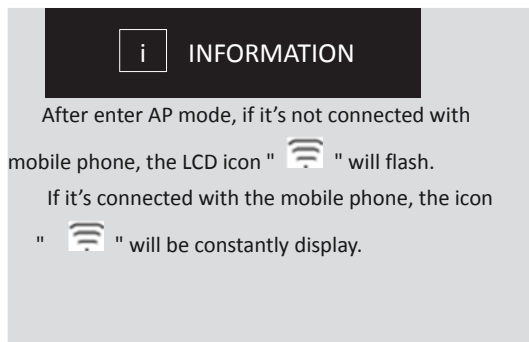 i INFORMATION
After enter AP mode, if it's not connected with
mobile phone, the LCD icon " " will flash.
If it's connected with the mobile phone, the icon
" " will be constantly display.